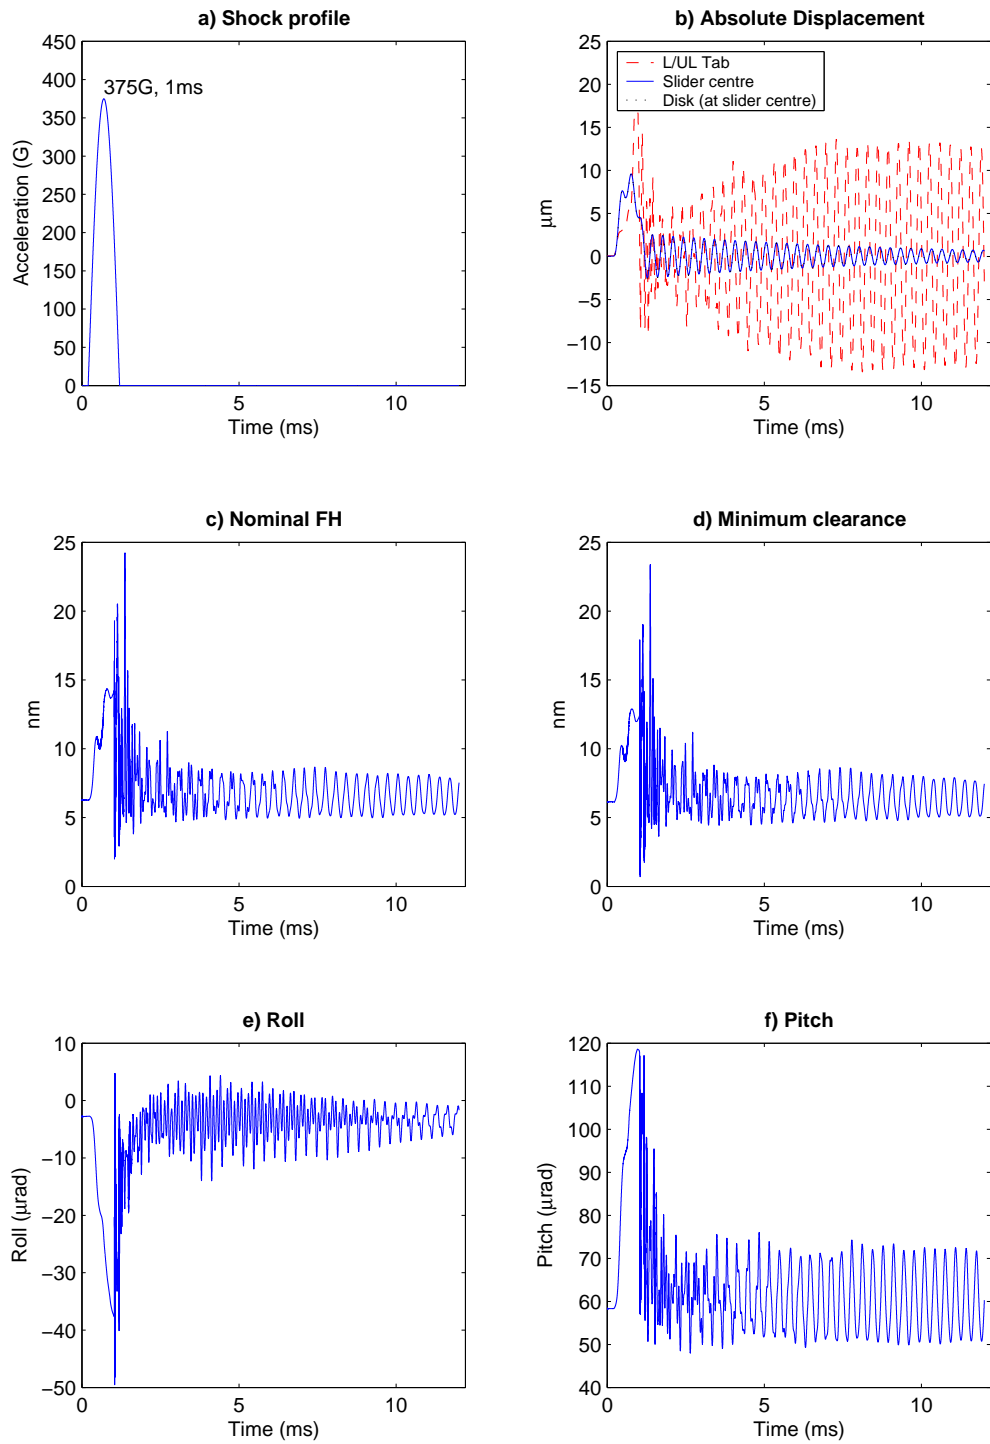 a) Shock profile
450
400
350
300
250
200
150
100
50
0
375G, 1ms
Acceleration (G)
0 5 10
Time (ms)
b) Absolute Displacement
25
20
15
10
5
0
−5
−10
−15
L/UL Tab
Slider centre
Disk (at slider centre)
µm
0 5 10
Time (ms)
c) Nominal FH
25
20
15
10
5
0
nm
0 5 10
Time (ms)
d) Minimum clearance
25
20
15
10
5
0
nm
0 5 10
Time (ms)
e) Roll
10
0
−10
−20
−30
−40
−50
Roll (µrad)
0 5 10
Time (ms)
f) Pitch
120
110
100
90
80
70
60
50
40
Pitch (µrad)
0 5 10
Time (ms)